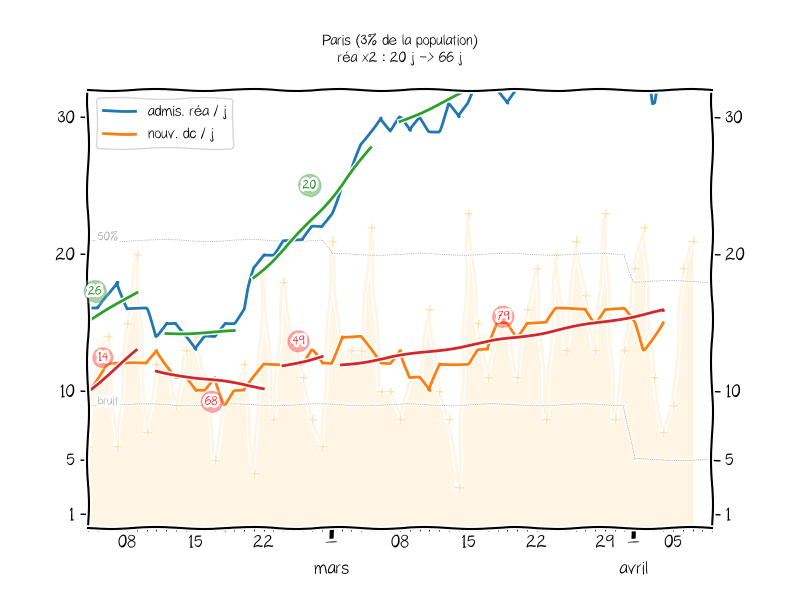 Paris (3% de la population)
réa x2 : 20 j -> 66 j
admis. réa / j
nouv. dc / j
30
30
20
50%
26
20
20
79
49
14
68
10
bruit
10
5
5
1
1
08 15 22 08 15 22 29 05
mars avril